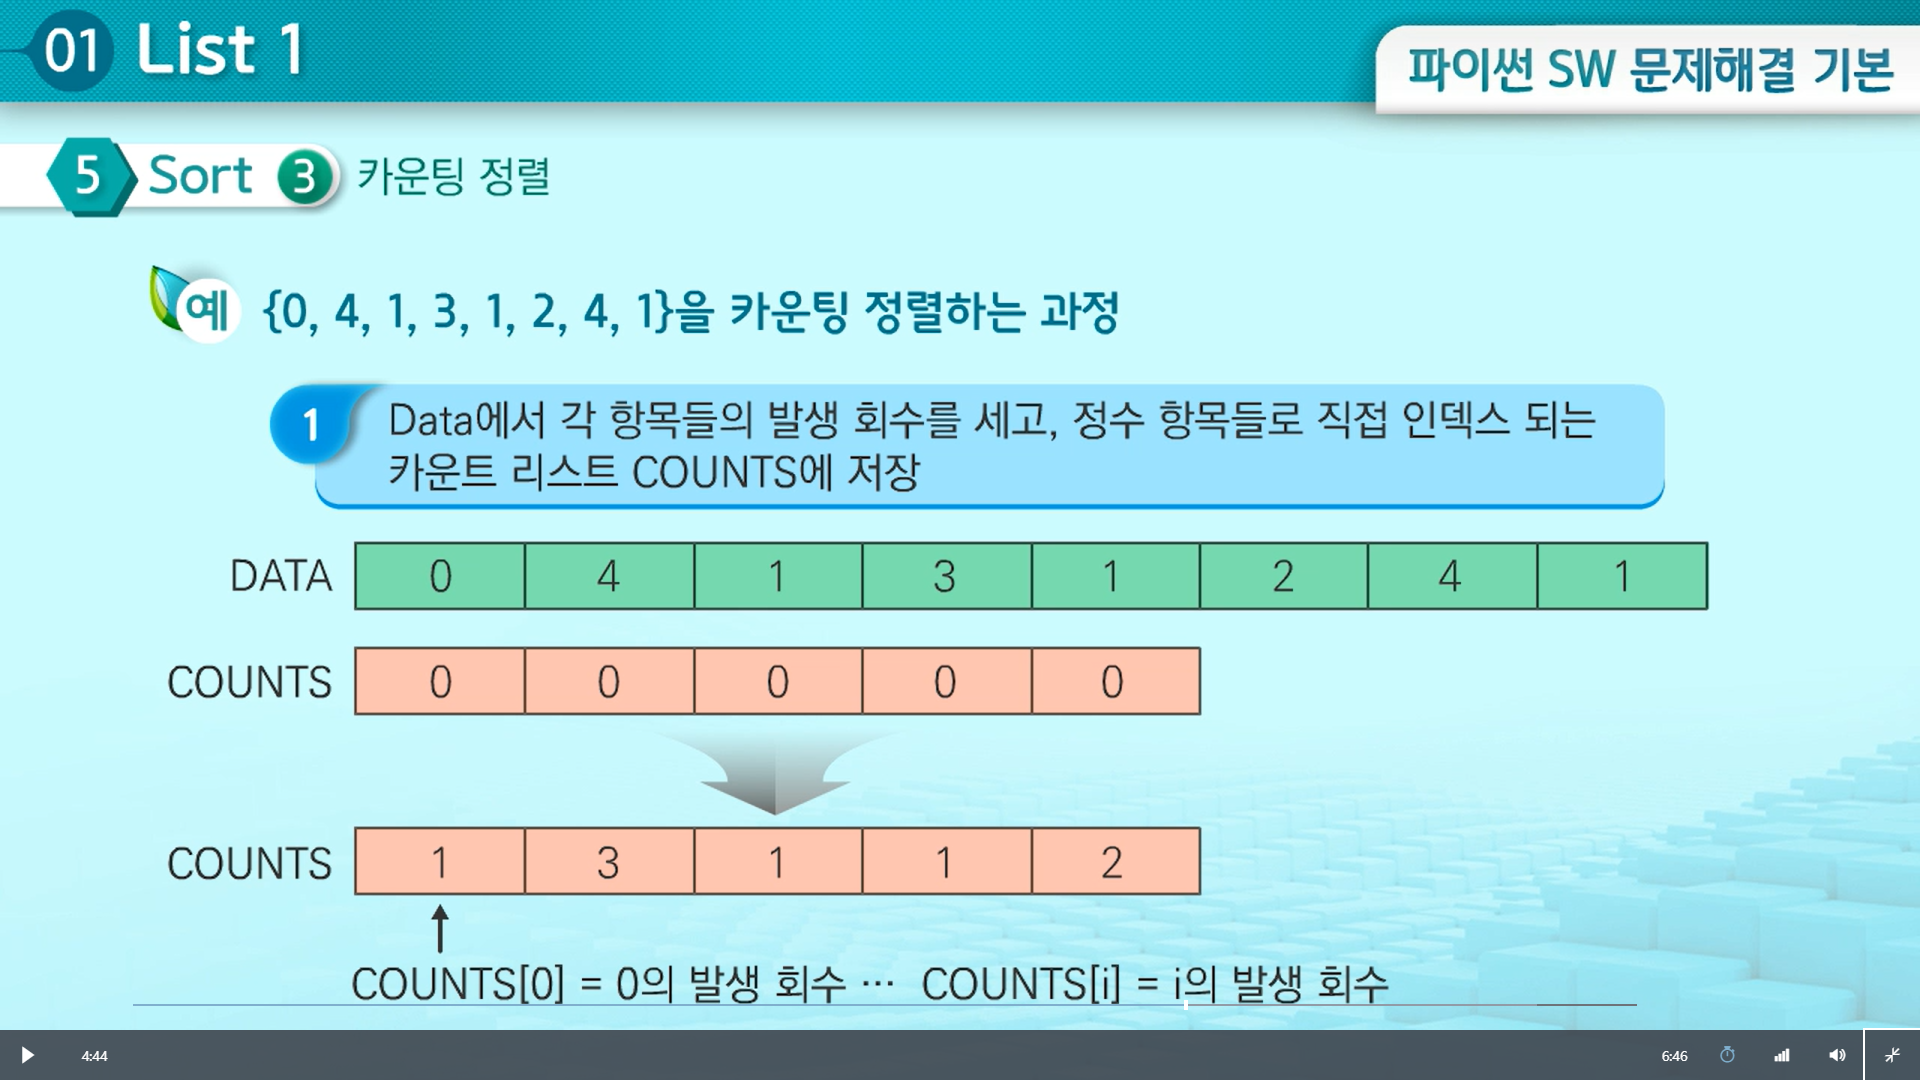 01 List 1
파이썬 SW 문제해결 기본
5 Sort 3 카운팅 정렬
예 {0, 4, 1, 3, 1, 2, 4, 1}을 카운팅 정렬하는 과정
1 Data에서 각 항목들의 발생 회수를 세고, 정수 항목들로 직접 인덱스 되는
카운트 리스트 COUNTS에 저장
DATA 0 4 1 3 1 2 4 1
COUNTS 0 0 0 0 0
COUNTS 1 3 1 1 2
COUNTS[0] = 0의 발생 회수 ⋯ COUNTS[i] = i의 발생 회수
4:44 6:46